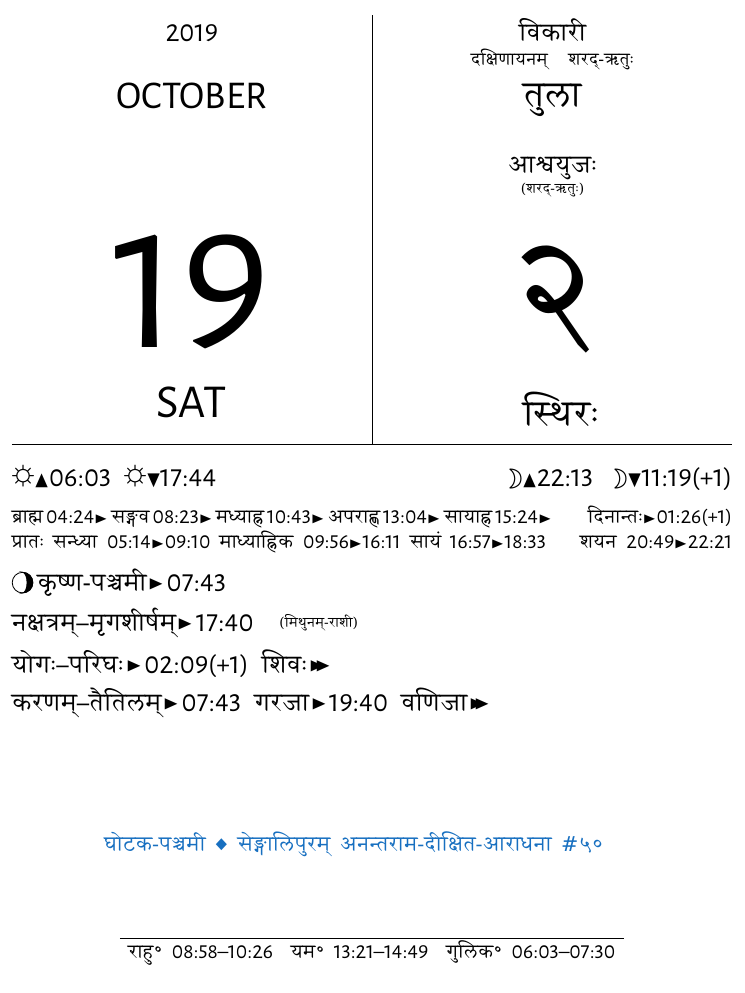 2019
OCTOBER
19
SAT
विकारी
दक्षिणायनम् शरद्-ऋतुः
तुला
आश्वयुजः
(शरद्-ऋतुः)
२
स्थिरः
☼▲06:03 ☼▼17:44 ☽▲22:13 ☽▼11:19(+1)
ब्राह्म 04:24► सङ्गव 08:23► मध्याह्न 10:43► अपराह्ण 13:04► सायाह्न 15:24► दिनान्तः►01:26(+1)
प्रातः सन्ध्या 05:14►09:10 माध्याह्निक 09:56►16:11 सायं 16:57►18:33 शयन 20:49►22:21
कृष्ण-पञ्चमी►07:43
नक्षत्रम्–मृगशीर्षम्►17:40 (मिथुनम्-राशी)
योगः–परिघः►02:09(+1) शिवः►►
करणम्–तैतिलम्►07:43 गरजा►19:40 वणिजा►►
घोटक-पञ्चमी ◆ सेङ्गालिपुरम् अनन्तराम-दीक्षित-आराधना #५०
राहु° 08:58–10:26 यम° 13:21–14:49 गुलिक° 06:03–07:30